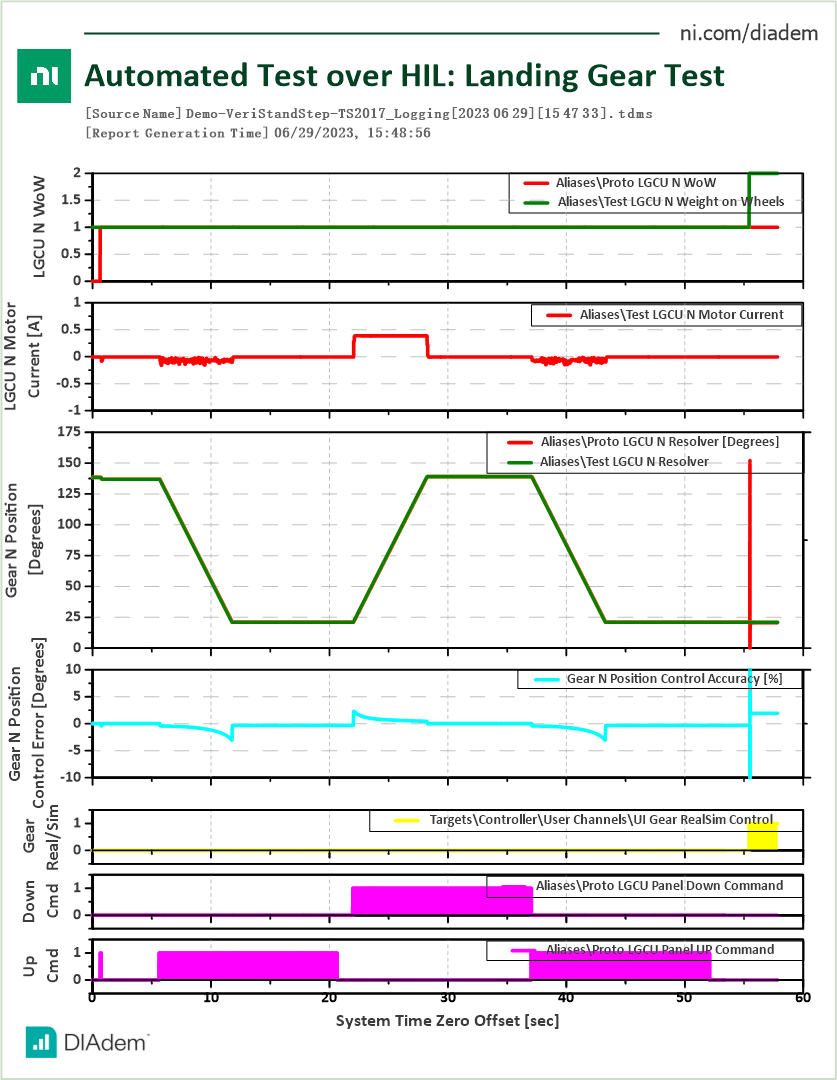 ni.com/diadem
ni
Automated Test over HIL: Landing Gear Test
[Source Name] Demo-VeriStandStep-TS2017_Logging[2023 06 29][15 47 33].tdms
[Report Generation Time] 06/29/2023, 15:48:56
LGCU N WoW
2
1.5
1
0.5
0
Aliases\Proto LGCU N WoW
Aliases\Test LGCU N Weight on Wheels
LGCU N Motor
Current [A]
1
0.5
0
-0.5
-1
Aliases\Test LGCU N Motor Current
Gear N Position
[Degrees]
175
150
125
100
75
50
25
0
Aliases\Proto LGCU N Resolver [Degrees]
Aliases\Test LGCU N Resolver
Gear N Position
Control Error [Degrees]
10
5
0
-5
-10
Gear N Position Control Accuracy [%]
Gear
Real/Sim
1
0
Targets\Controller\User Channels\UI Gear RealSim Control
Down
Cmd
1
0
Aliases\Proto LGCU Panel Down Command
Up
Cmd
1
0
Aliases\Proto LGCU Panel UP Command
0 10 20 30 40 50 60
System Time Zero Offset [sec]
DIAdem™